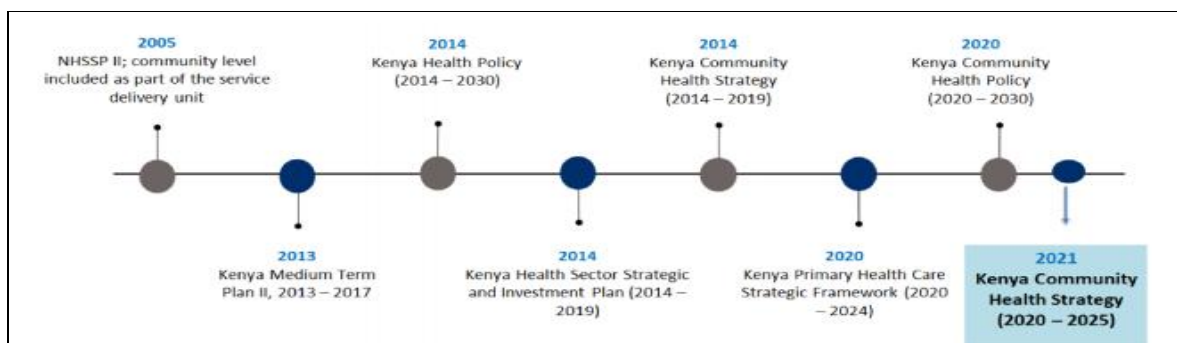 2005
NHSSP II; community level
included as part of the service
delivery unit
2014
Kenya Health Policy
(2014 – 2030)
2014
Kenya Community
Health Strategy
(2014 – 2019)
2020
Kenya Community
Health Policy
(2020 – 2030)
2013
Kenya Medium Term
Plan II, 2013 – 2017
2014
Kenya Health Sector Strategic
and Investment Plan (2014 –
2019)
2020
Kenya Primary Health Care
Strategic Framework (2020
– 2024)
2021
Kenya Community
Health Strategy
(2020 – 2025)